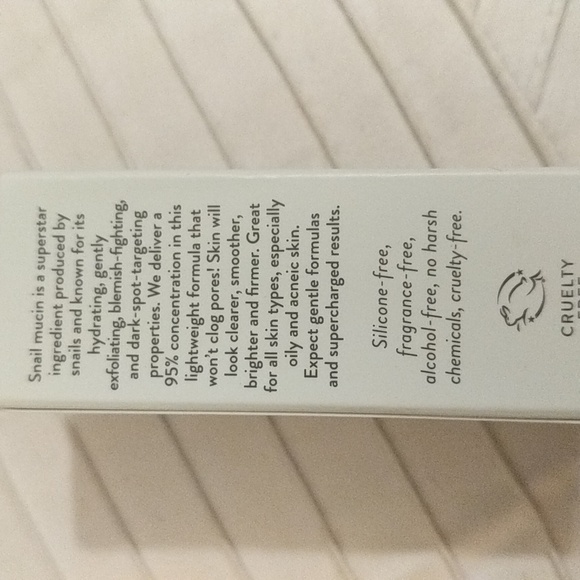 Snail mucin is a superstar
ingredient produced by
snails and known for its
hydrating, gently
exfoliating, blemish-fighting,
and dark-spot-targeting
properties. We deliver a
95% concentration in this
lightweight formula that
won't clog pores! Skin will
look clearer, smoother,
brighter and firmer. Great
for all skin types, especially
oily and acneic skin.
Expect gentle formulas
and supercharged results.
Silicone-free,
fragrance-free,
alcohol-free, no harsh
chemicals, cruelty-free.
CRUELTY